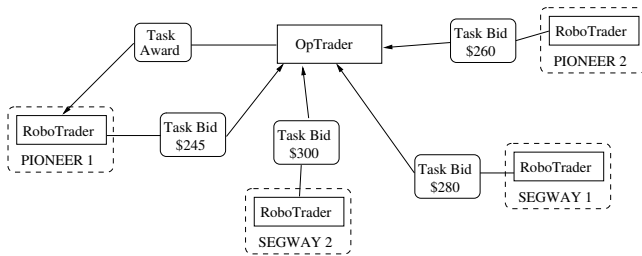 Task
Award
OpTrader
Task Bid
$260
RoboTrader
PIONEER 2
RoboTrader
PIONEER 1
Task Bid
$245
Task Bid
$300
Task Bid
$280
RoboTrader
SEGWAY 1
RoboTrader
SEGWAY 2